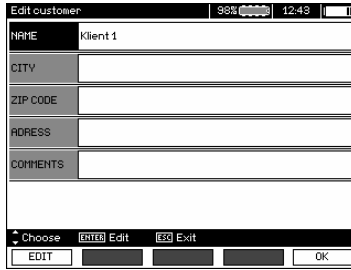 Edit customer 98% 12:43
NAME Klient 1
CITY
ZIP CODE
ADRESS
COMMENTS
Choose ENTER Edit ESC Exit
EDIT OK